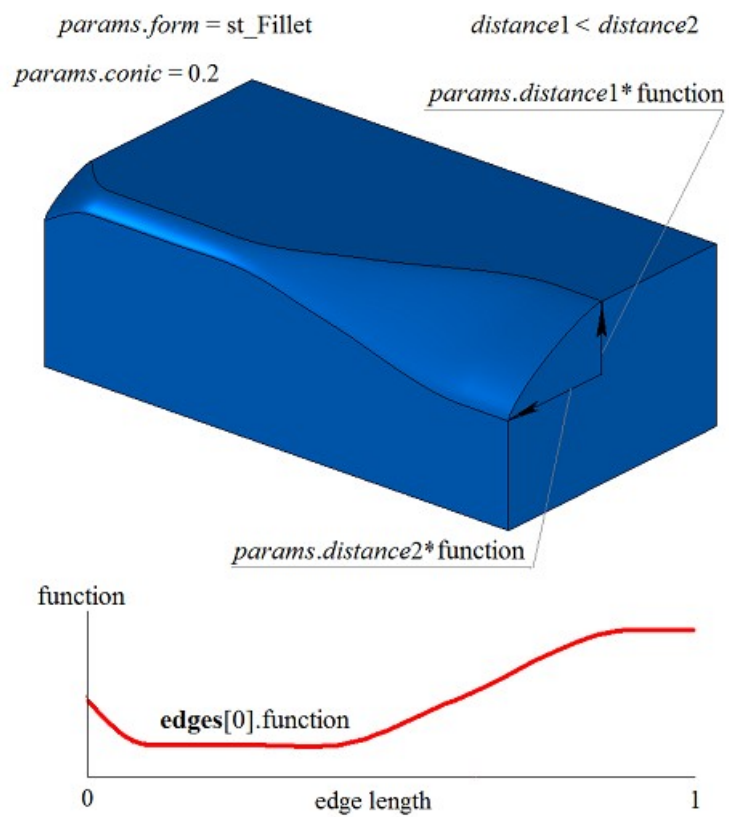 params.form = st_Fillet
distance1 < distance2
params.conic = 0.2
params.distance1* function
params.distance2* function
function
edges[0].function
0
edge length
1